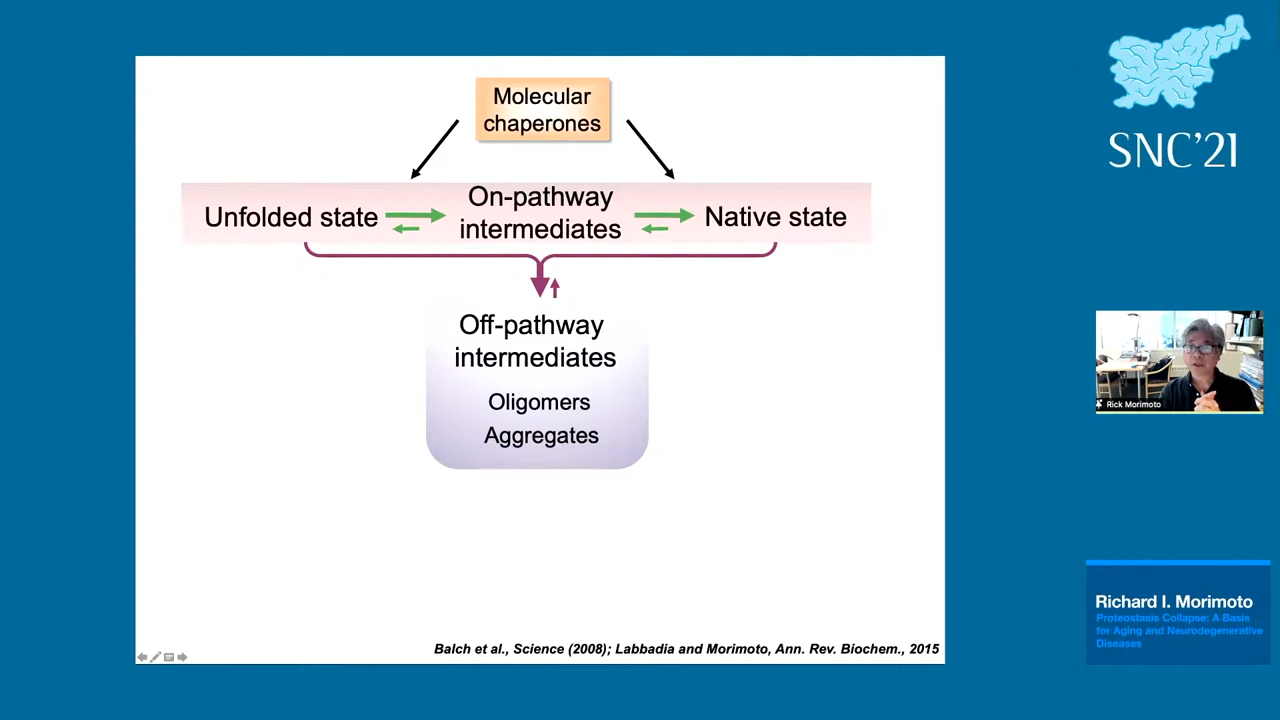 Molecular
chaperones
Unfolded state
On-pathway
intermediates
Native state
Off-pathway
intermediates
Oligomers
Aggregates
Balch et al., Science (2008); Labbadia and Morimoto, Ann. Rev. Biochem., 2015
SNC'21
Rick Morimoto
Richard I. Morimoto
Proteostasis Collapse: A Basis
for Aging and Neurodegenerative
Diseases